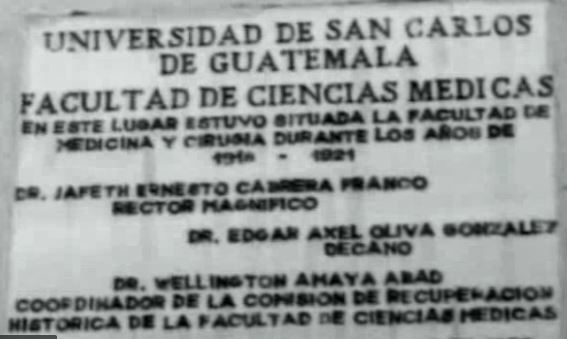 UNIVERSIDAD DE SAN CARLOS
DE GUATEMALA
FACULTAD DE CIENCIAS MEDICAS
EN ESTE LUGAR ESTUVO SITUADA LA FACULTAD DE
MEDICINA Y CIRUGIA DURANTE LOS AÑOS DE
- 1921
DR. JAFETH ERNESTO CABRERA FRANCO
RECTOR MAGNIFICO
DR. EDGAR AXEL OLIVA GONZALEZ
DECANO
DR. WELLINGTON AMAYA ABAD
COORDINADOR DE LA COMISION DE RECUPERACION
HISTORICA DE LA FACULTAD DE CIENCIAS MEDICAS